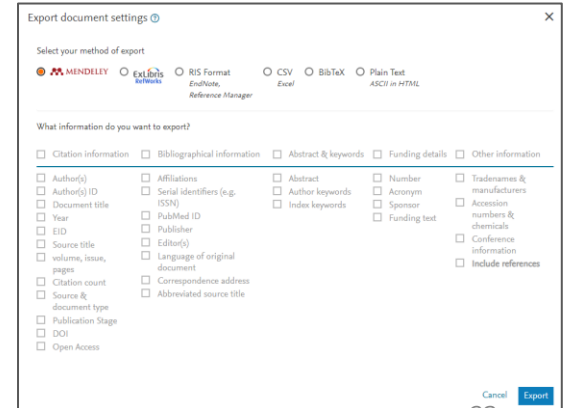 Export document settings
Select your method of export
MENDELEY
ExLibris
RefWorks
RIS Format
EndNote,
Reference Manager
CSV
Excel
BibTeX
Plain Text
ASCII in HTML
What information do you want to export?
Citation information
Bibliographical information
Abstract & keywords
Funding details
Other information
Author(s)
Author(s) ID
Document title
Year
EID
Source title
volume, issue,
pages
Citation count
Source &
document type
Publication Stage
DOI
Open Access
Affiliations
Serial identifiers (e.g.
ISSN)
PubMed ID
Publisher
Editor(s)
Language of original
document
Correspondence address
Abbreviated source title
Abstract
Author keywords
Index keywords
Number
Acronym
Sponsor
Funding text
Tradenames &
manufacturers
Accession
numbers &
chemicals
Conference
information
Include references
Cancel
Export